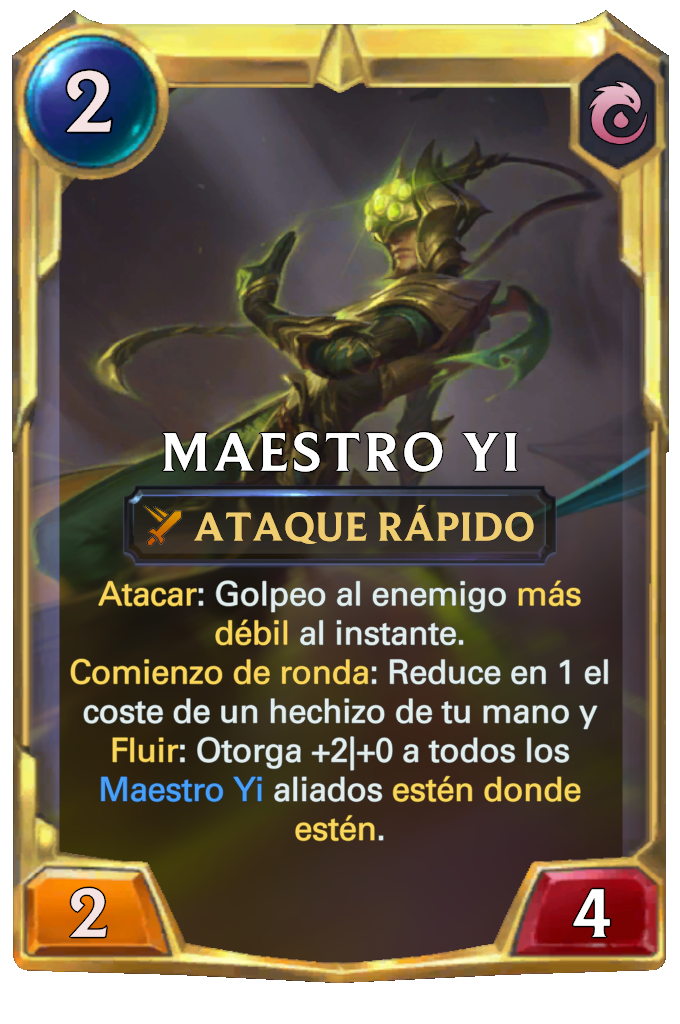 2
MAESTRO YI
ATAQUE RÁPIDO
Atacar: Golpeo al enemigo más
débil al instante.
Comienzo de ronda: Reduce en 1 el
coste de un hechizo de tu mano y
Fluir: Otorga +2|+0 a todos los
Maestro Yi aliados estén donde
estén.
2
4